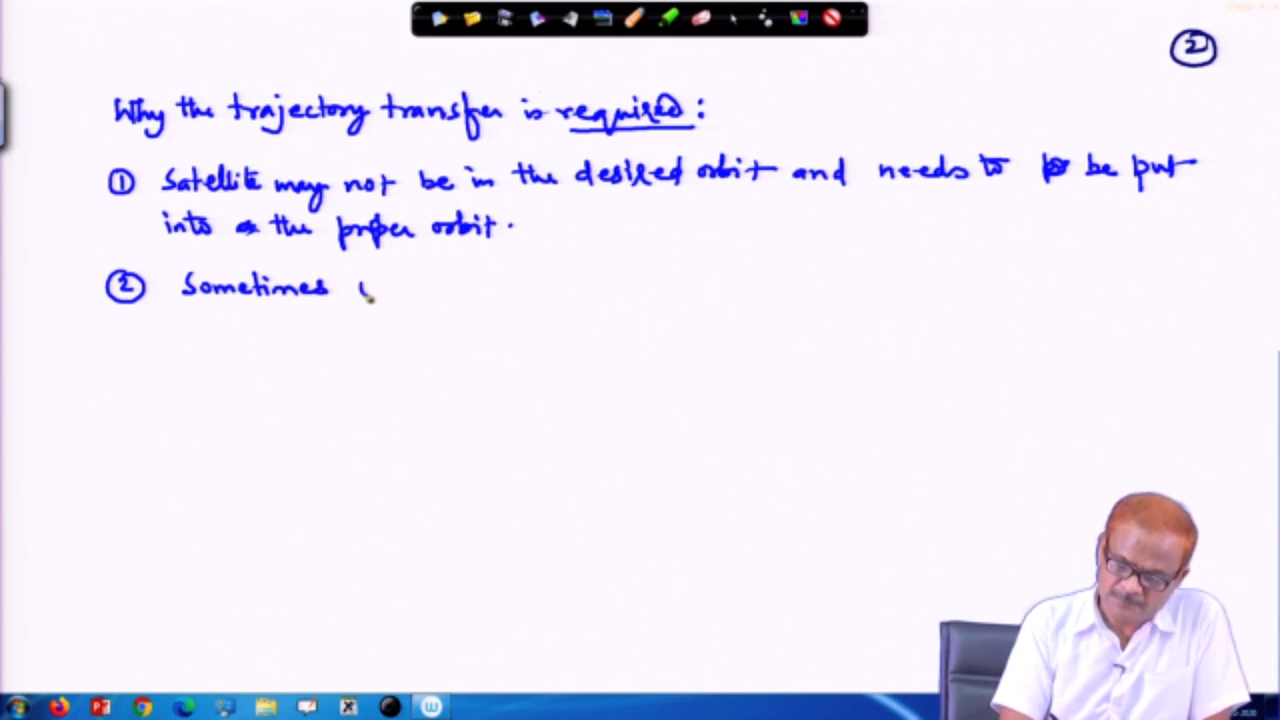 2
Why the trajectory transfer is required:
① Satellite may not be in the desired orbit and needs to be put
into the proper orbit.
② Sometimes